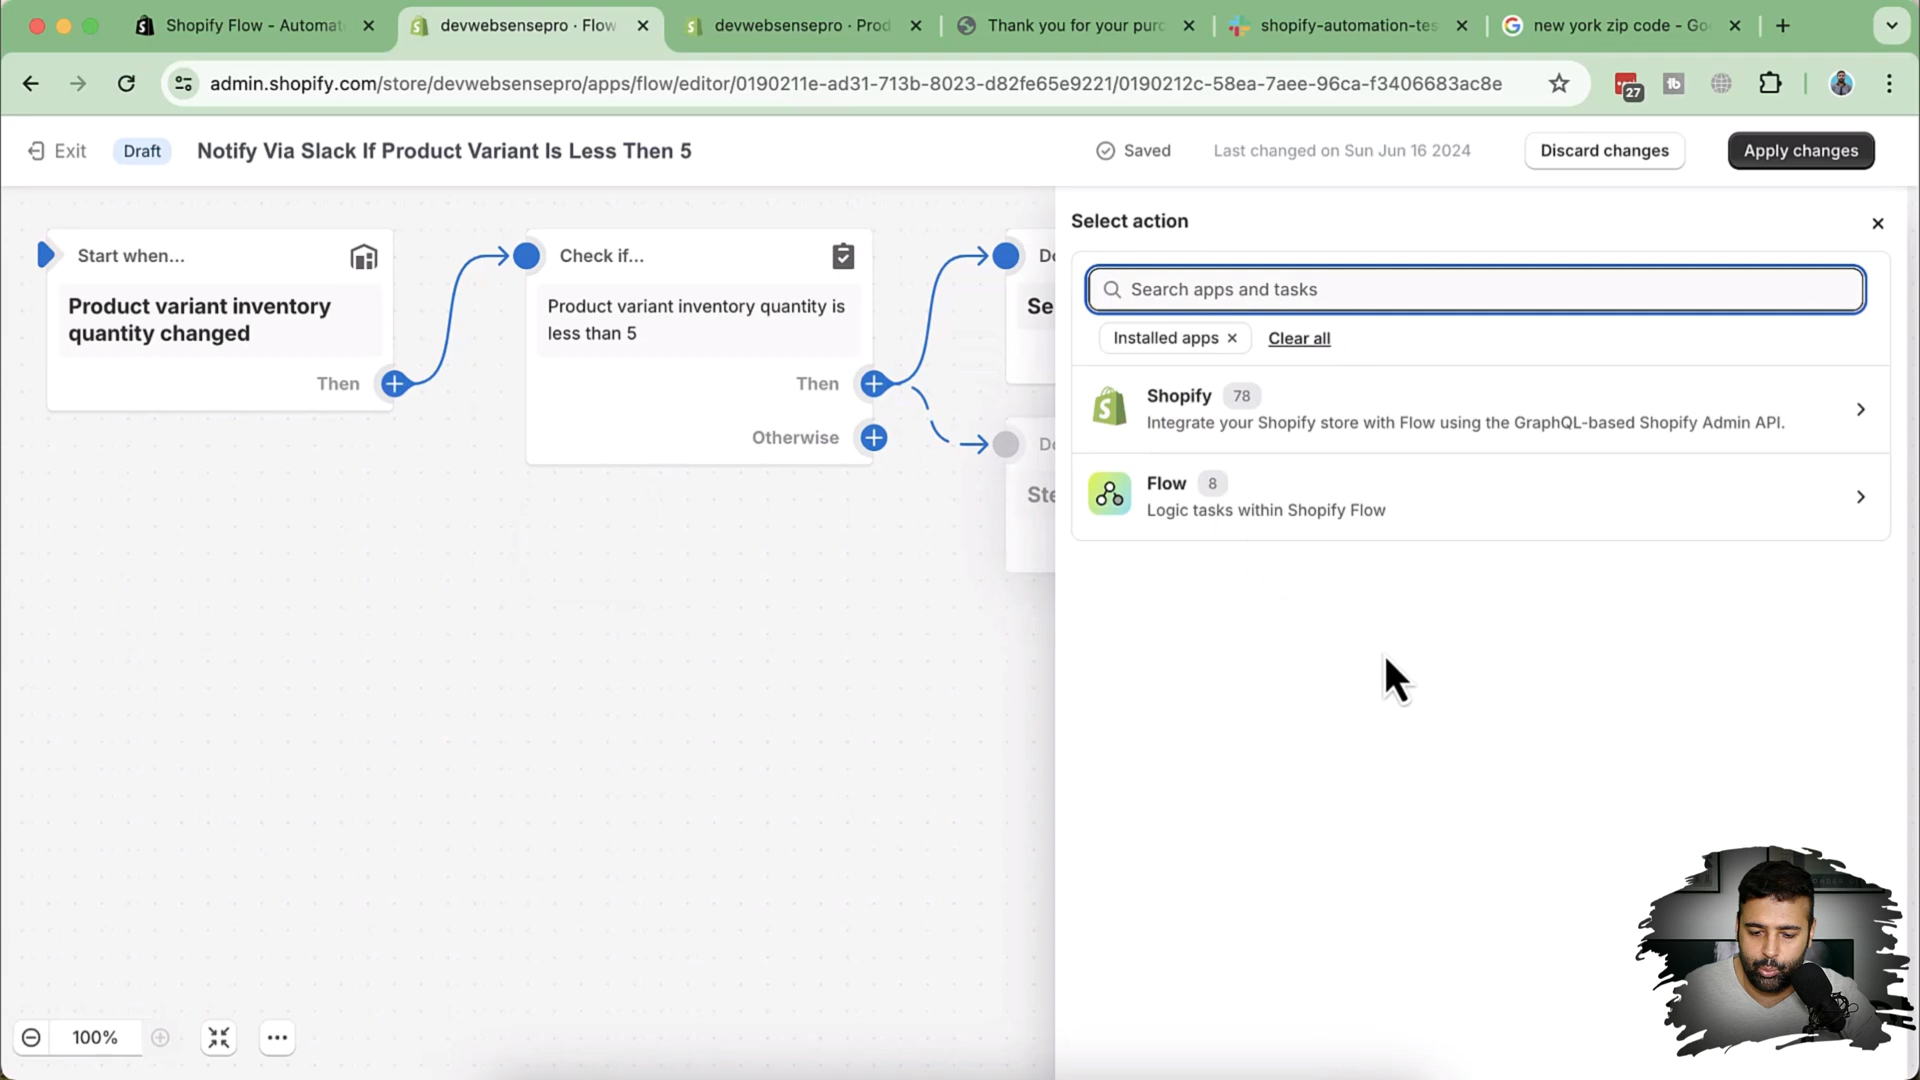 Shopify Flow - Automat
devwebsensepro · Flow
devwebsensepro · Prod
Thank you for your purc
shopify-automation-tes
new york zip code - Go
admin.shopify.com/store/devwebsensepro/apps/flow/editor/0190211e-ad31-713b-8023-d82fe65e9221/0190212c-58ea-7aee-96ca-f3406683ac8e
27
tb
Exit
Draft
Notify Via Slack If Product Variant Is Less Then 5
Saved
Last changed on Sun Jun 16 2024
Discard changes
Apply changes
Start when...
Product variant inventory
quantity changed
Then
Check if...
Product variant inventory quantity is
less than 5
Then
Otherwise
Do
Se
Do
Ste
Select action
Search apps and tasks
Installed apps
Clear all
Shopify 78
Integrate your Shopify store with Flow using the GraphQL-based Shopify Admin API.
Flow 8
Logic tasks within Shopify Flow
100%